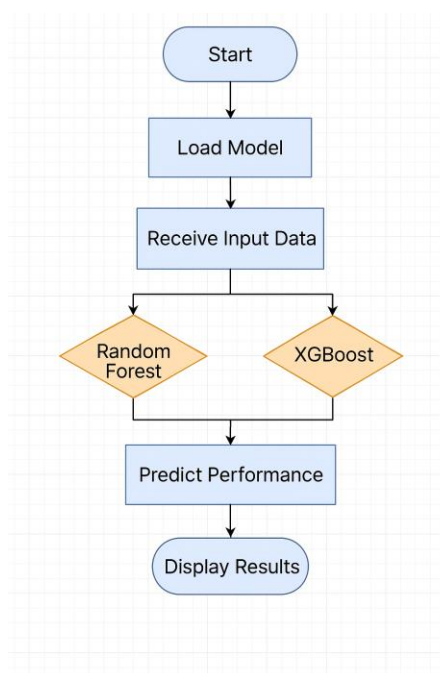 Start
Load Model
Receive Input Data
Random
Forest
XGBoost
Predict Performance
Display Results